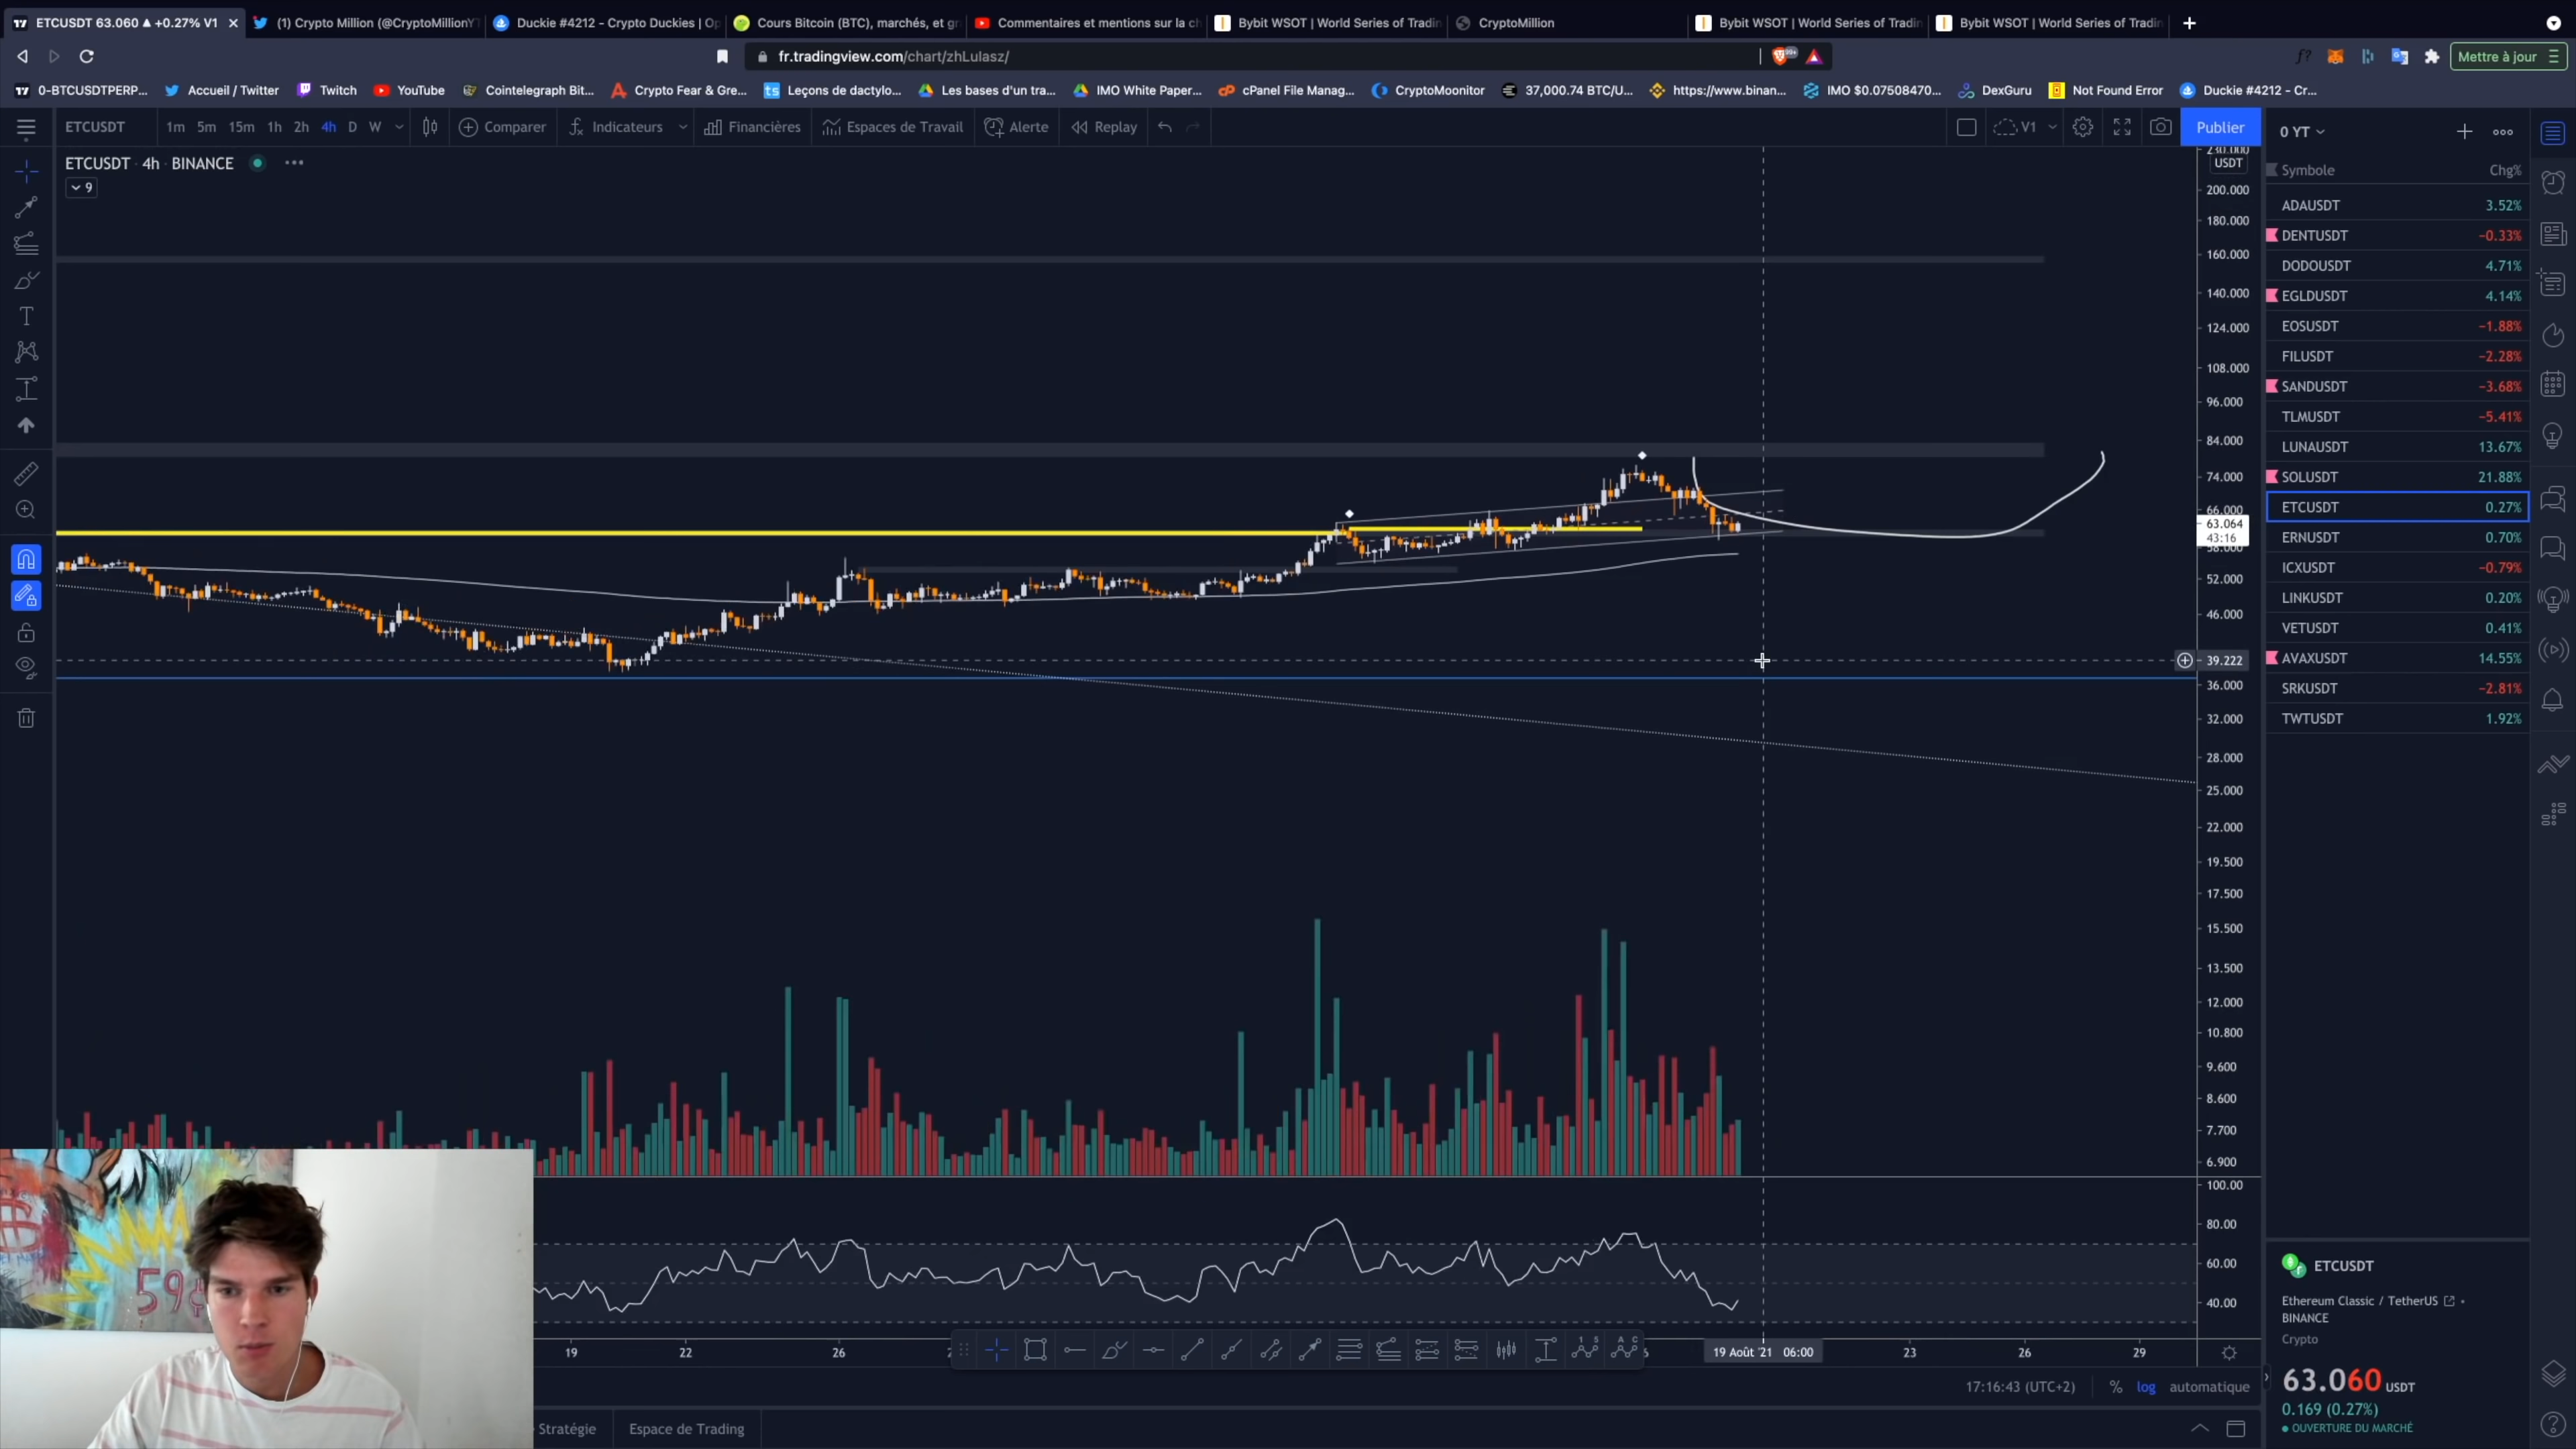 ETCUSDT 63.060 ▲ +0.27% V1
(1) Crypto Million (@CryptoMillionY
Duckie #4212 - Crypto Duckies | Op
Cours Bitcoin (BTC), marchés, et gr
Commentaires et mentions sur la ch
Bybit WSOT | World Series of Tradin
CryptoMillion
Bybit WSOT | World Series of Tradin
Bybit WSOT | World Series of Tradin
fr.tradingview.com/chart/zhLulasz/
99+
f?
Mettre à jour
0-BTCUSDTPERP...
Accueil / Twitter
Twitch
YouTube
Cointelegraph Bit...
Crypto Fear & Gre...
ts Leçons de dactylo...
Les bases d'un tra...
IMO White Paper...
cPanel File Manag...
CryptoMoonitor
37,000.74 BTC/U...
https://www.binan...
IMO $0.07508470...
DexGuru
Not Found Error
Duckie #4212 - Cr...
ETCUSDT
1m 5m 15m 1h 2h 4h D W
Comparer
Indicateurs
Financières
Espaces de Travail
Alerte
Replay
V1
Publier
0 YT
ETCUSDT · 4h · BINANCE
9
Symbole Chg%
ADAUSDT 3.52%
DENTUSDT −0.33%
DODOUSDT 4.71%
EGLDUSDT 4.14%
EOSUSDT −1.88%
FILUSDT −2.28%
SANDUSDT −3.68%
TLMUSDT −5.41%
LUNAUSDT 13.67%
SOLUSDT 21.88%
ETCUSDT 0.27%
ERNUSDT 0.70%
ICXUSDT −0.79%
LINKUSDT 0.20%
VETUSDT 0.41%
AVAXUSDT 14.55%
SRKUSDT −2.81%
TWTUSDT 1.92%
230.000
USDT
200.000
180.000
160.000
140.000
124.000
108.000
96.000
84.000
74.000
66.000
63.064
43:16
58.000
52.000
46.000
39.222
36.000
32.000
28.000
25.000
22.000
19.500
17.500
15.500
13.500
12.000
10.800
9.600
8.600
7.700
6.900
100.00
80.00
60.00
40.00
$
59¢
19 22 26
19 Août '21 06:00
23 26 29
17:16:43 (UTC+2) % log automatique
Stratégie
Espace de Trading
ETCUSDT
Ethereum Classic / TetherUS
BINANCE
Crypto
63.060 USDT
0.169 (0.27%)
OUVERTURE DU MARCHÉ